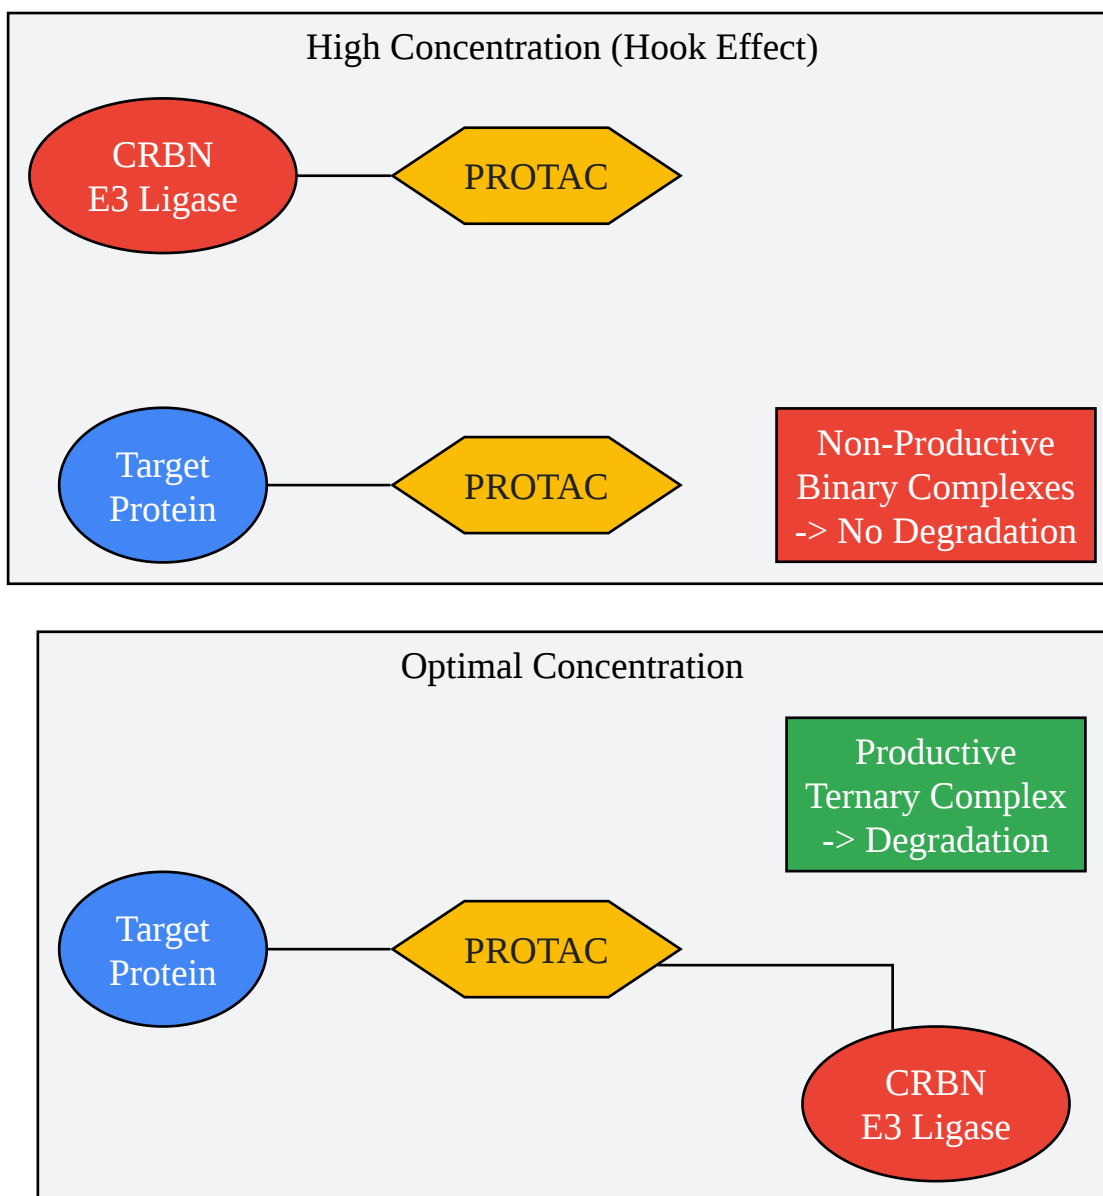 High Concentration (Hook Effect)
CRBN
E3 Ligase
PROTAC
Target
Protein
PROTAC
Non-Productive
Binary Complexes
-> No Degradation
Optimal Concentration
Productive
Ternary Complex
-> Degradation
Target
Protein
PROTAC
CRBN
E3 Ligase